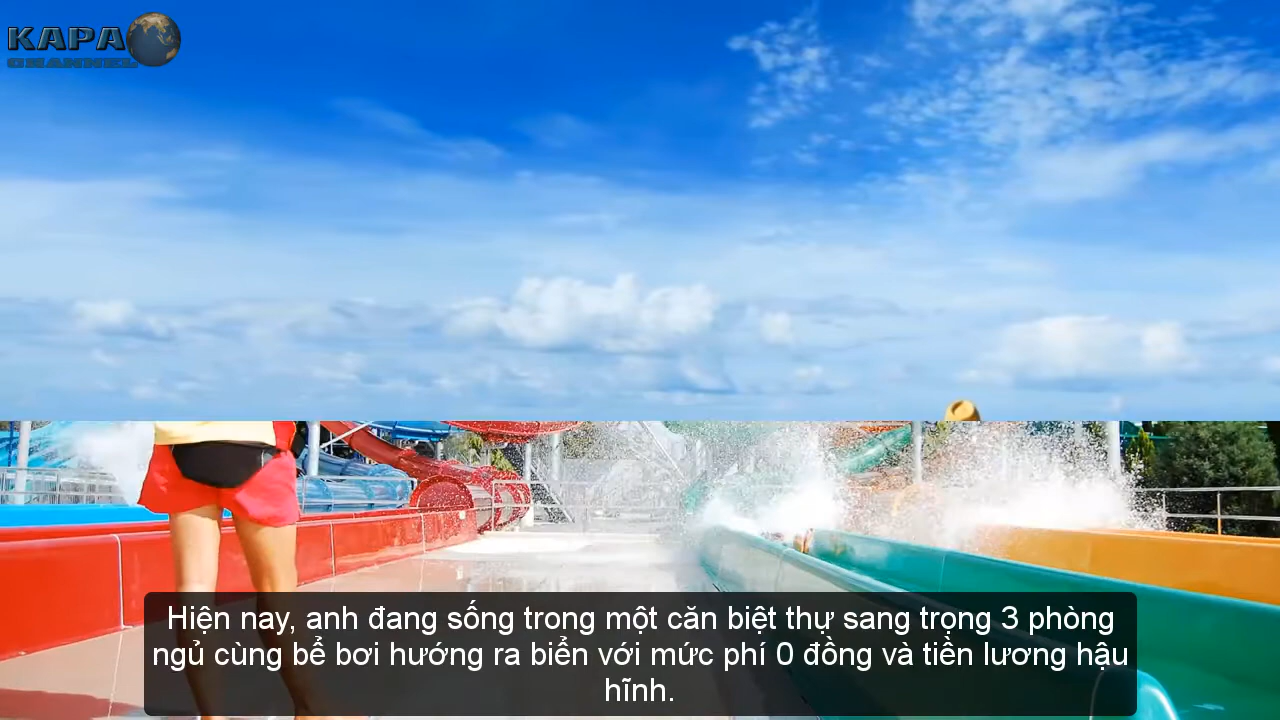 KAPA
CHANNEL
Hiện nay, anh đang sống trong một căn biệt thự sang trọng 3 phòng
ngủ cùng bể bơi hướng ra biển với mức phí 0 đồng và tiền lương hậu
hĩnh.